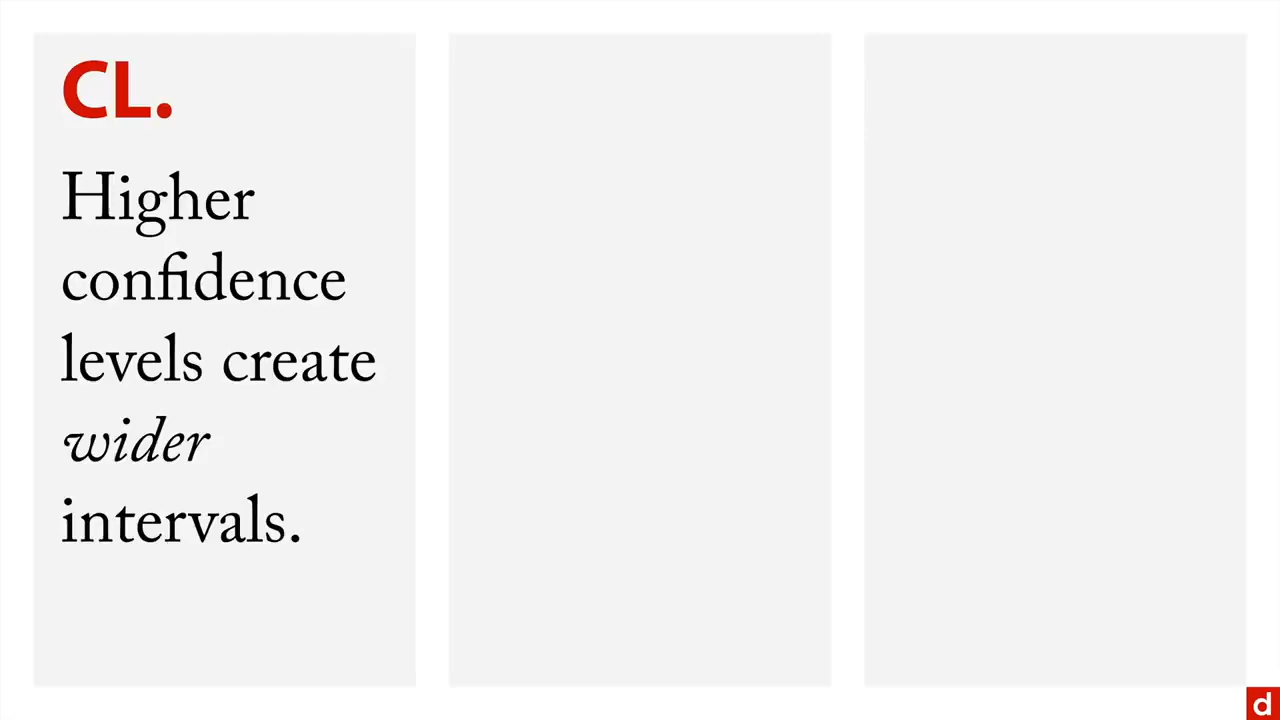 CL.
Higher
confidence
levels create
wider
intervals.
d